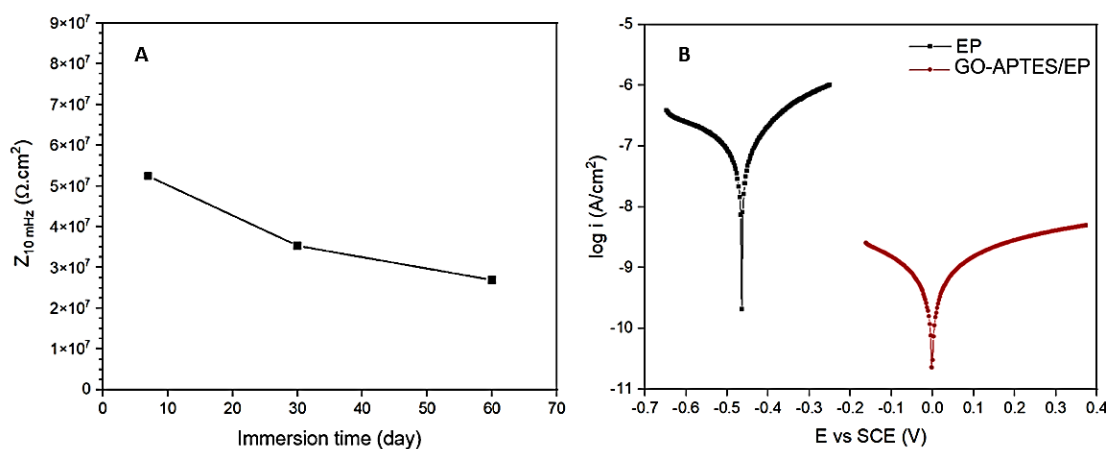 A
9×10⁷
8×10⁷
7×10⁷
6×10⁷
5×10⁷
4×10⁷
3×10⁷
2×10⁷
1×10⁷
0
Z10 mHz (Ω.cm²)
0 10 20 30 40 50 60 70
Immersion time (day)
B
EP
GO-APTES/EP
-5
-6
-7
-8
-9
-10
-11
log i (A/cm²)
-0.7 -0.6 -0.5 -0.4 -0.3 -0.2 -0.1 0.0 0.1 0.2 0.3 0.4
E vs SCE (V)